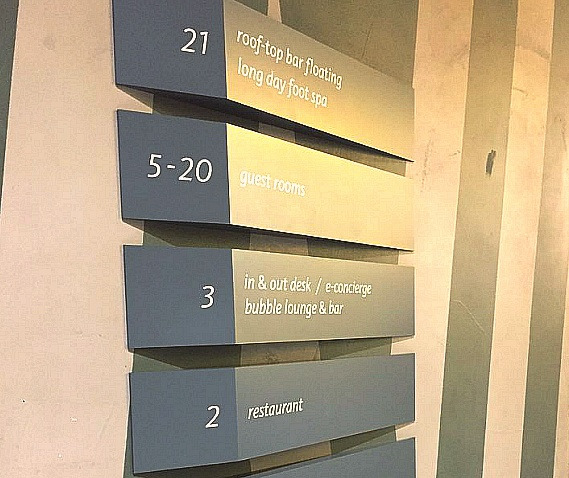 21
roof-top bar floating
long day foot spa
5-20
guest rooms
3
in & out desk / e-concierge
bubble lounge & bar
2
restaurant